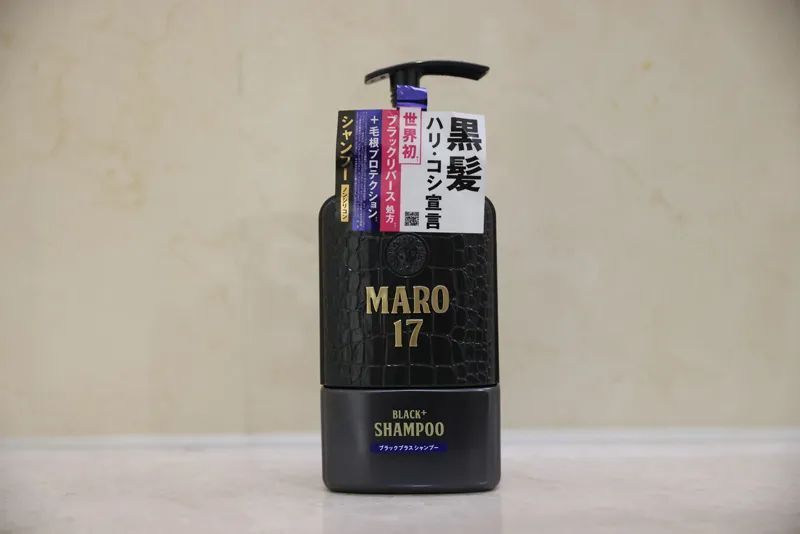 黒髪
ハリ・コシ宣言
世界初
ブラックリバース処方
+毛根プロテクション
シャンプー
ノンシリコン
MARO
17
BLACK+
SHAMPOO
ブラックプラスシャンプー